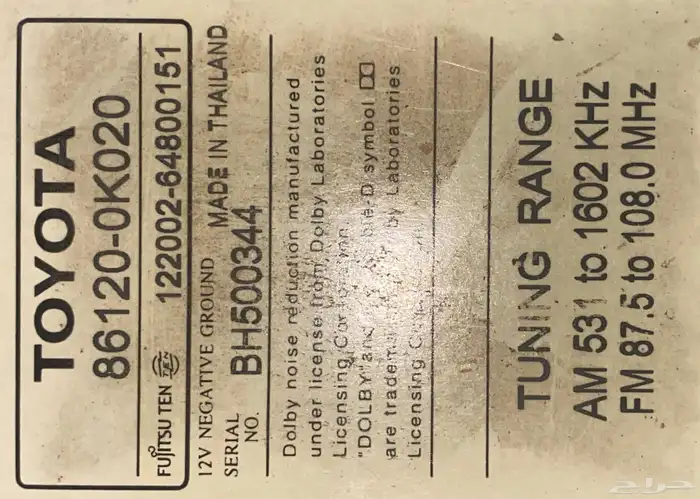 TOYOTA
86120-0K020
FUJITSU TEN TEN 122002-64800151
12V NEGATIVE GROUND MADE IN THAILAND
SERIAL NO. BH500344
Dolby noise reduction manufactured
under license from Dolby Laboratories
Licensing
"DOLBY" and symbol
are by Laboratories
Licensing
TUNING RANGE
AM 531 to 1602 KHz
FM 87.5 to 108.0 MHz
حراج